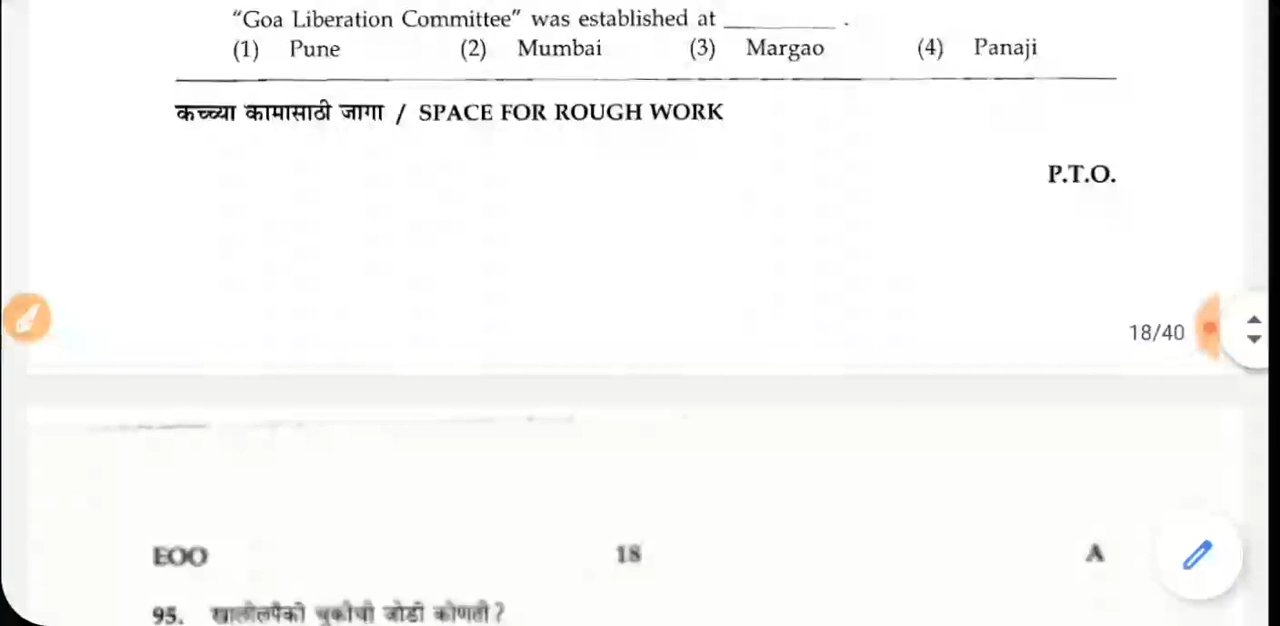 "Goa Liberation Committee" was established at __________ .
(1) Pune (2) Mumbai (3) Margao (4) Panaji
कच्च्या कामासाठी जागा / SPACE FOR ROUGH WORK
P.T.O.
18/40
EOO 18 A
95. खालीलपैकी चुकीची जोडी कोणती ?